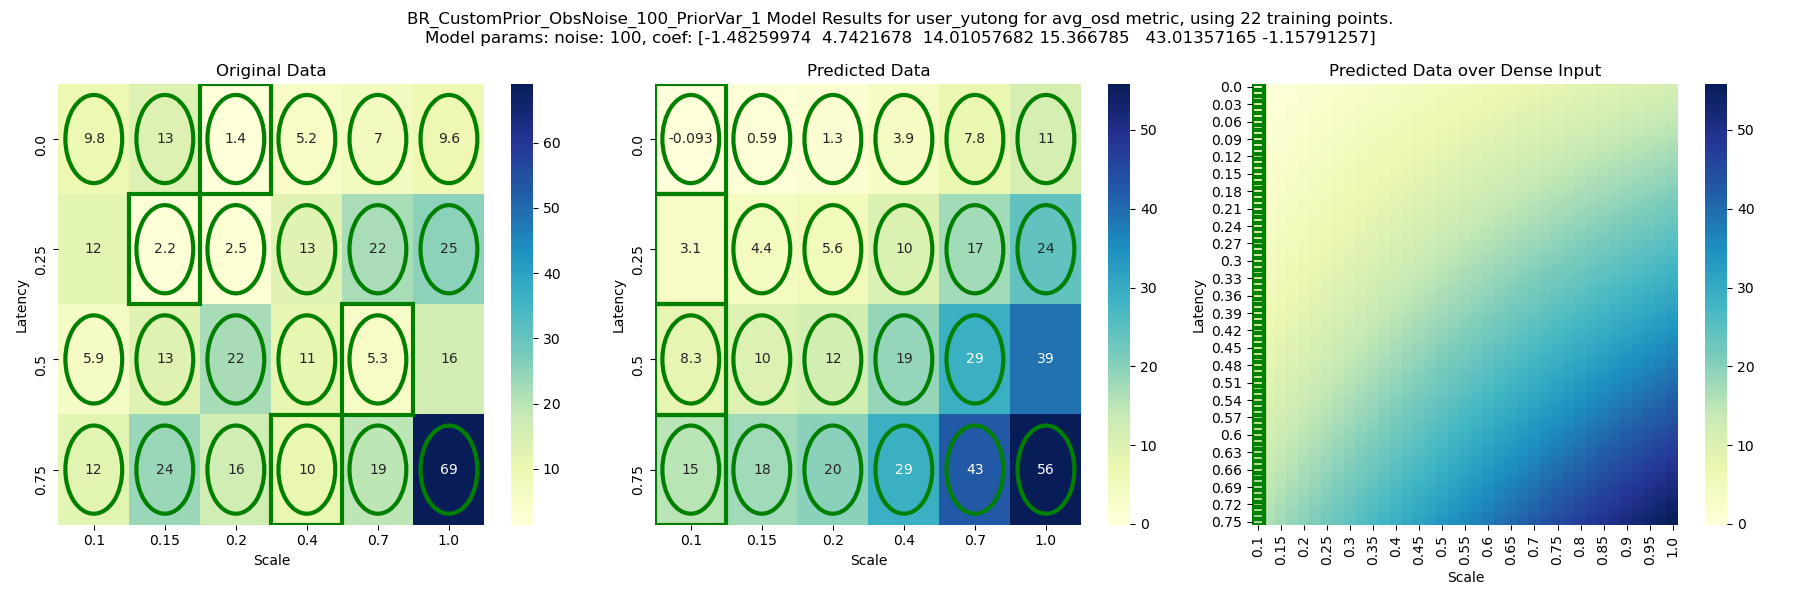 BR_CustomPrior_ObsNoise_100_PriorVar_1 Model Results for user_yutong for avg_osd metric, using 22 training points.
Model params: noise: 100, coef: [-1.48259974  4.7421678  14.01057682 15.366785   43.01357165 -1.15791257]
Original Data
9.8 13 1.4 5.2 7 9.6
12 2.2 2.5 13 22 25
5.9 13 22 11 5.3 16
12 24 16 10 19 69
0.0
0.25
0.5
0.75
Latency
0.1 0.15 0.2 0.4 0.7 1.0
Scale
60
50
40
30
20
10
Predicted Data
-0.093 0.59 1.3 3.9 7.8 11
3.1 4.4 5.6 10 17 24
8.3 10 12 19 29 39
15 18 20 29 43 56
0.0
0.25
0.5
0.75
Latency
0.1 0.15 0.2 0.4 0.7 1.0
Scale
50
40
30
20
10
0
Predicted Data over Dense Input
0.0
0.03
0.06
0.09
0.12
0.15
0.18
0.21
0.24
0.27
0.3
0.33
0.36
0.39
0.42
0.45
0.48
0.51
0.54
0.57
0.6
0.63
0.66
0.69
0.72
0.75
Latency
0.1 0.15 0.2 0.25 0.3 0.35 0.4 0.45 0.5 0.55 0.6 0.65 0.7 0.75 0.8 0.85 0.9 0.95 1.0
Scale
50
40
30
20
10
0